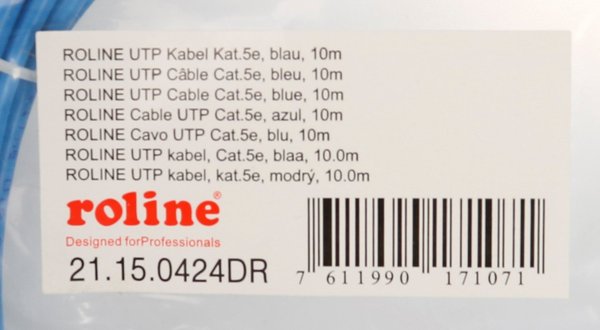 ROLINE UTP Kabel Kat.5e, blau, 10m
ROLINE UTP Câble Cat.5e, bleu, 10m
ROLINE UTP Cable Cat.5e, blue, 10m
ROLINE Cable UTP Cat.5e, azul, 10m
ROLINE Cavo UTP Cat.5e, blu, 10m
ROLINE UTP kabel, Cat.5e, blaa, 10.0m
ROLINE UTP kabel, kat.5e, modrý, 10.0m
roline®
Designed forProfessionals
21.15.0424DR
7 611990 171071